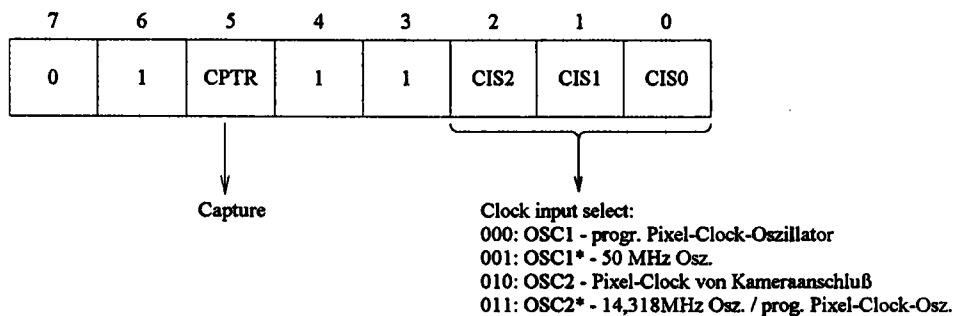 7 6 5 4 3 2 1 0
0 1 CPTR 1 1 CIS2 CIS1 CIS0
Capture
Clock input select:
000: OSC1 - progr. Pixel-Clock-Oszillator
001: OSC1* - 50 MHz Osz.
010: OSC2 - Pixel-Clock von Kameraanschluß
011: OSC2* - 14,318MHz Osz. / prog. Pixel-Clock-Osz.